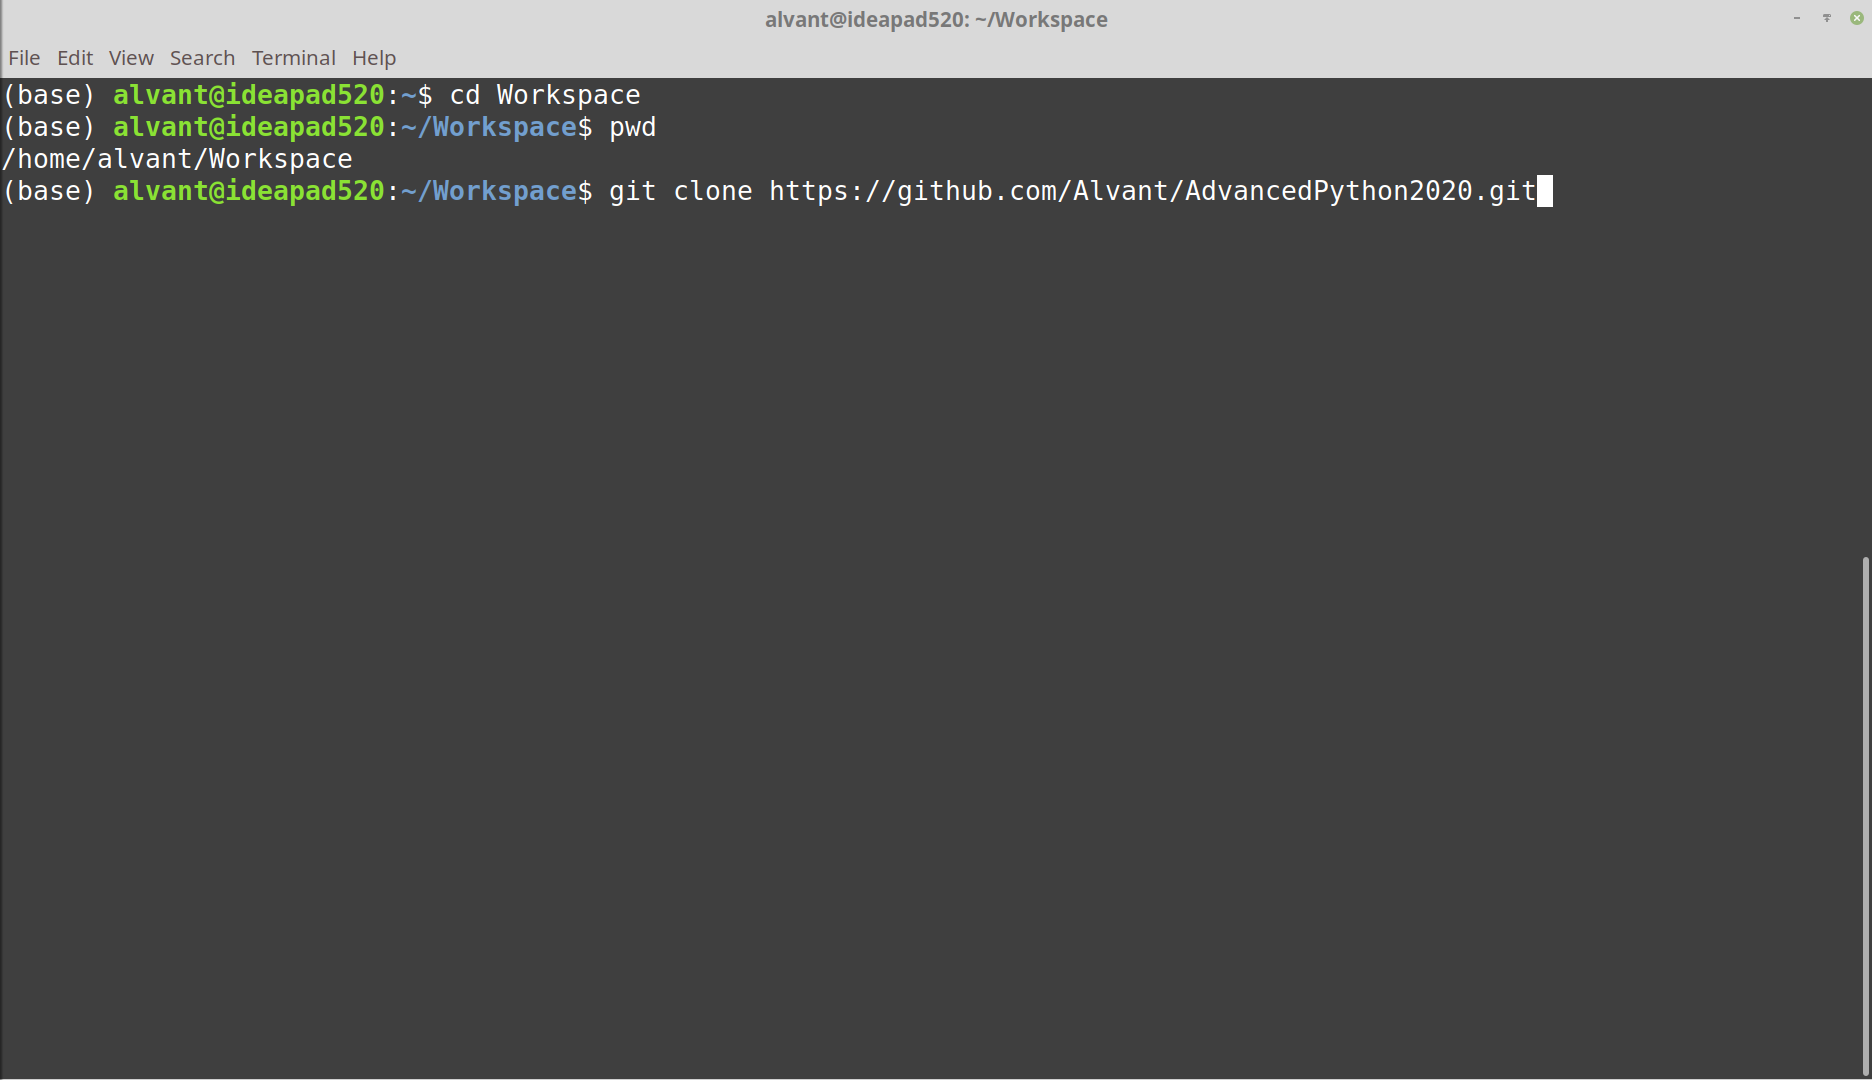 alvant@ideapad520: ~/Workspace
File Edit View Search Terminal Help
(base) alvant@ideapad520:~$ cd Workspace
(base) alvant@ideapad520:~/Workspace$ pwd
/home/alvant/Workspace
(base) alvant@ideapad520:~/Workspace$ git clone https://github.com/Alvant/AdvancedPython2020.git